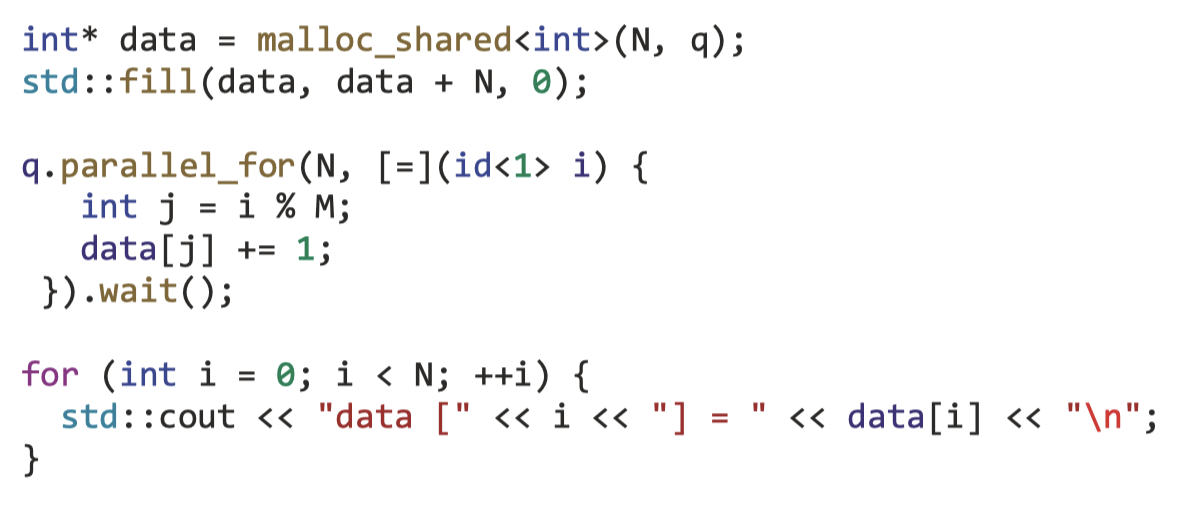 int* data = malloc_shared<int>(N, q);
std::fill(data, data + N, 0);
q.parallel_for(N, [=](id<1> i) {
int j = i % M;
data[j] += 1;
}).wait();
for (int i = 0; i < N; ++i) {
std::cout << "data [" << i << "] = " << data[i] << "\n";
}